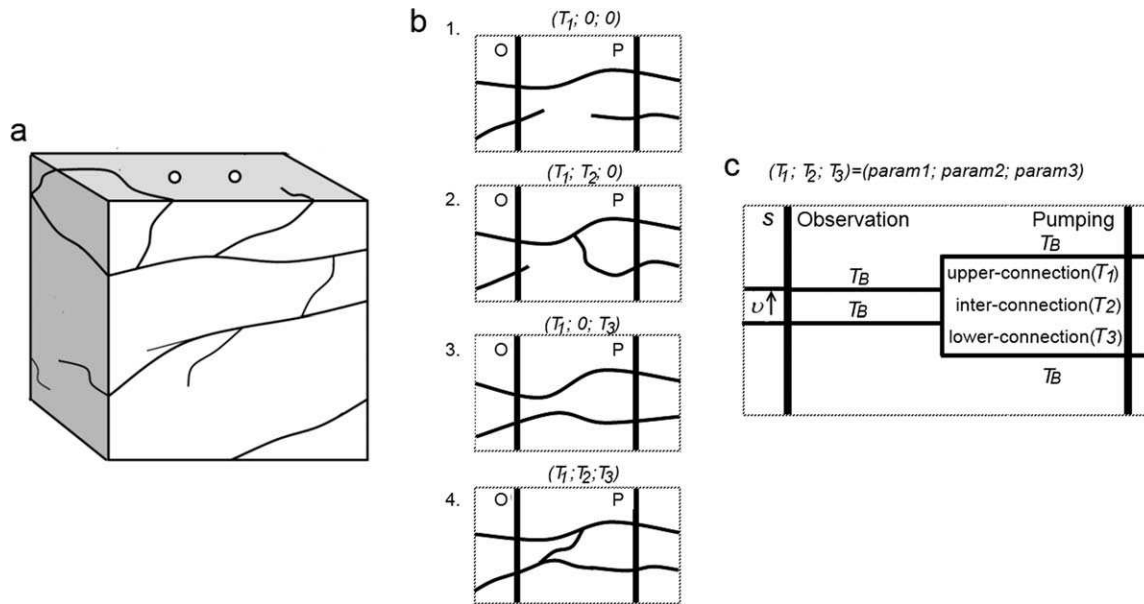 a
b
1.
(T1; 0; 0)
O P
2.
(T1; T2; 0)
O P
3.
(T1; 0; T3)
O P
4.
(T1;T2;T3)
O P
c
(T1; T2; T3)=(param1; param2; param3)
s Observation Pumping
TB
TB upper-connection(T1)
υ TB inter-connection(T2)
lower-connection(T3)
TB